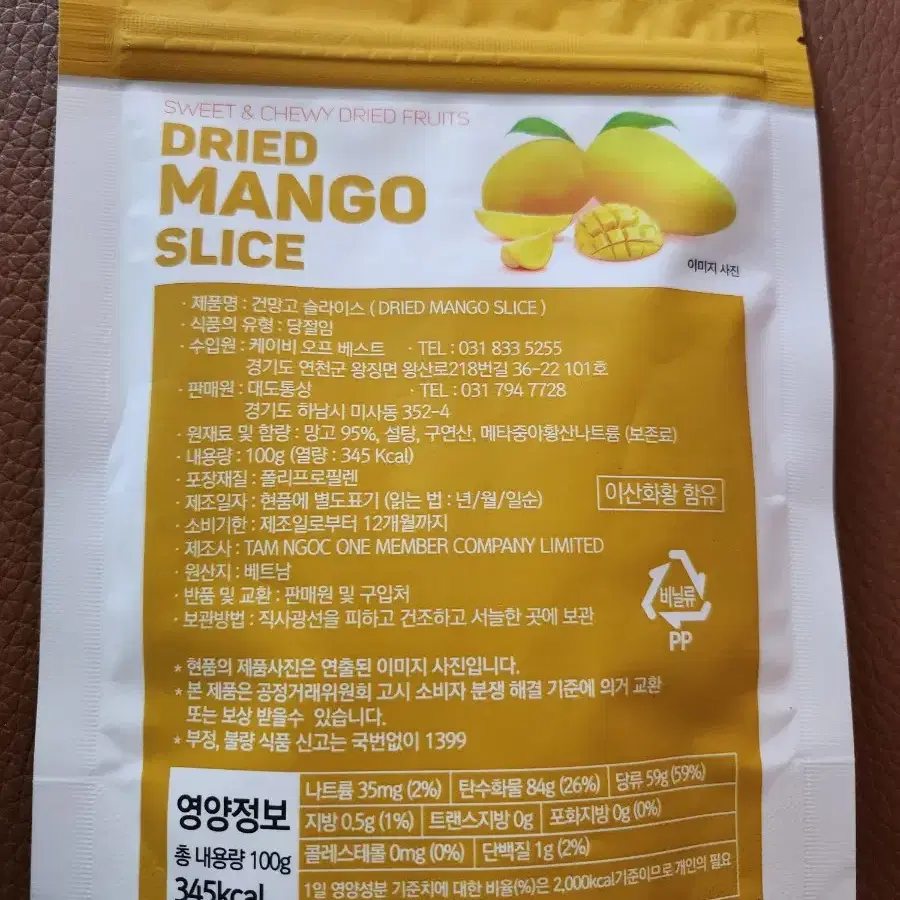 SWEET & CHEWY DRIED FRUITS
DRIED
MANGO
SLICE
이미지 사진
· 제품명 : 건망고 슬라이스 ( DRIED MANGO SLICE )
· 식품의 유형 : 당절임
· 수입원 : 케이비 오프 베스트 · TEL : 031 833 5255
경기도 연천군 왕징면 왕산로218번길 36-22 101호
· 판매원 : 대도통상 · TEL : 031 794 7728
경기도 하남시 미사동 352-4
· 원재료 및 함량 : 망고 95%, 설탕, 구연산, 메타중아황산나트륨 (보존료)
· 내용량 : 100g (열량 : 345 Kcal)
· 포장재질 : 폴리프로필렌
· 제조일자 : 현품에 별도표기 (읽는 법 : 년/월/일순)
이산화황 함유
· 소비기한 : 제조일로부터 12개월까지
· 제조사 : TAM NGOC ONE MEMBER COMPANY LIMITED
· 원산지 : 베트남
· 반품 및 교환 : 판매원 및 구입처
· 보관방법 : 직사광선을 피하고 건조하고 서늘한 곳에 보관
비닐류
PP
* 현품의 제품사진은 연출된 이미지 사진입니다.
* 본 제품은 공정거래위원회 고시 소비자 분쟁 해결 기준에 의거 교환
또는 보상 받을수 있습니다.
* 부정, 불량 식품 신고는 국번없이 1399
영양정보
총 내용량 100g
345kcal
나트륨 35mg (2%) 탄수화물 84g (26%) 당류 59g (59%)
지방 0.5g (1%) 트랜스지방 0g 포화지방 0g (0%)
콜레스테롤 0mg (0%) 단백질 1g (2%)
1일 영양성분 기준치에 대한 비율(%)은 2,000kcal기준이므로 개인의 필요